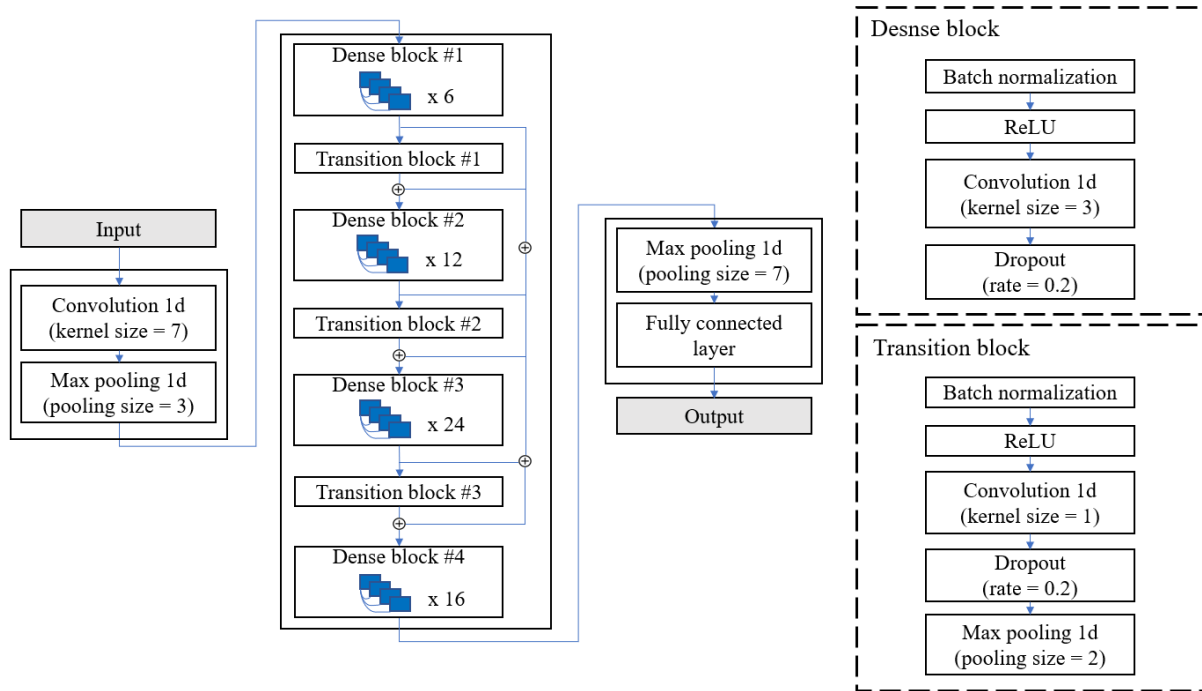 Input
Convolution 1d
(kernel size = 7)
Max pooling 1d
(pooling size = 3)
Dense block #1
x 6
Transition block #1
Dense block #2
x 12
Transition block #2
Dense block #3
x 24
Transition block #3
Dense block #4
x 16
Max pooling 1d
(pooling size = 7)
Fully connected
layer
Output
Desnse block
Batch normalization
ReLU
Convolution 1d
(kernel size = 3)
Dropout
(rate = 0.2)
Transition block
Batch normalization
ReLU
Convolution 1d
(kernel size = 1)
Dropout
(rate = 0.2)
Max pooling 1d
(pooling size = 2)